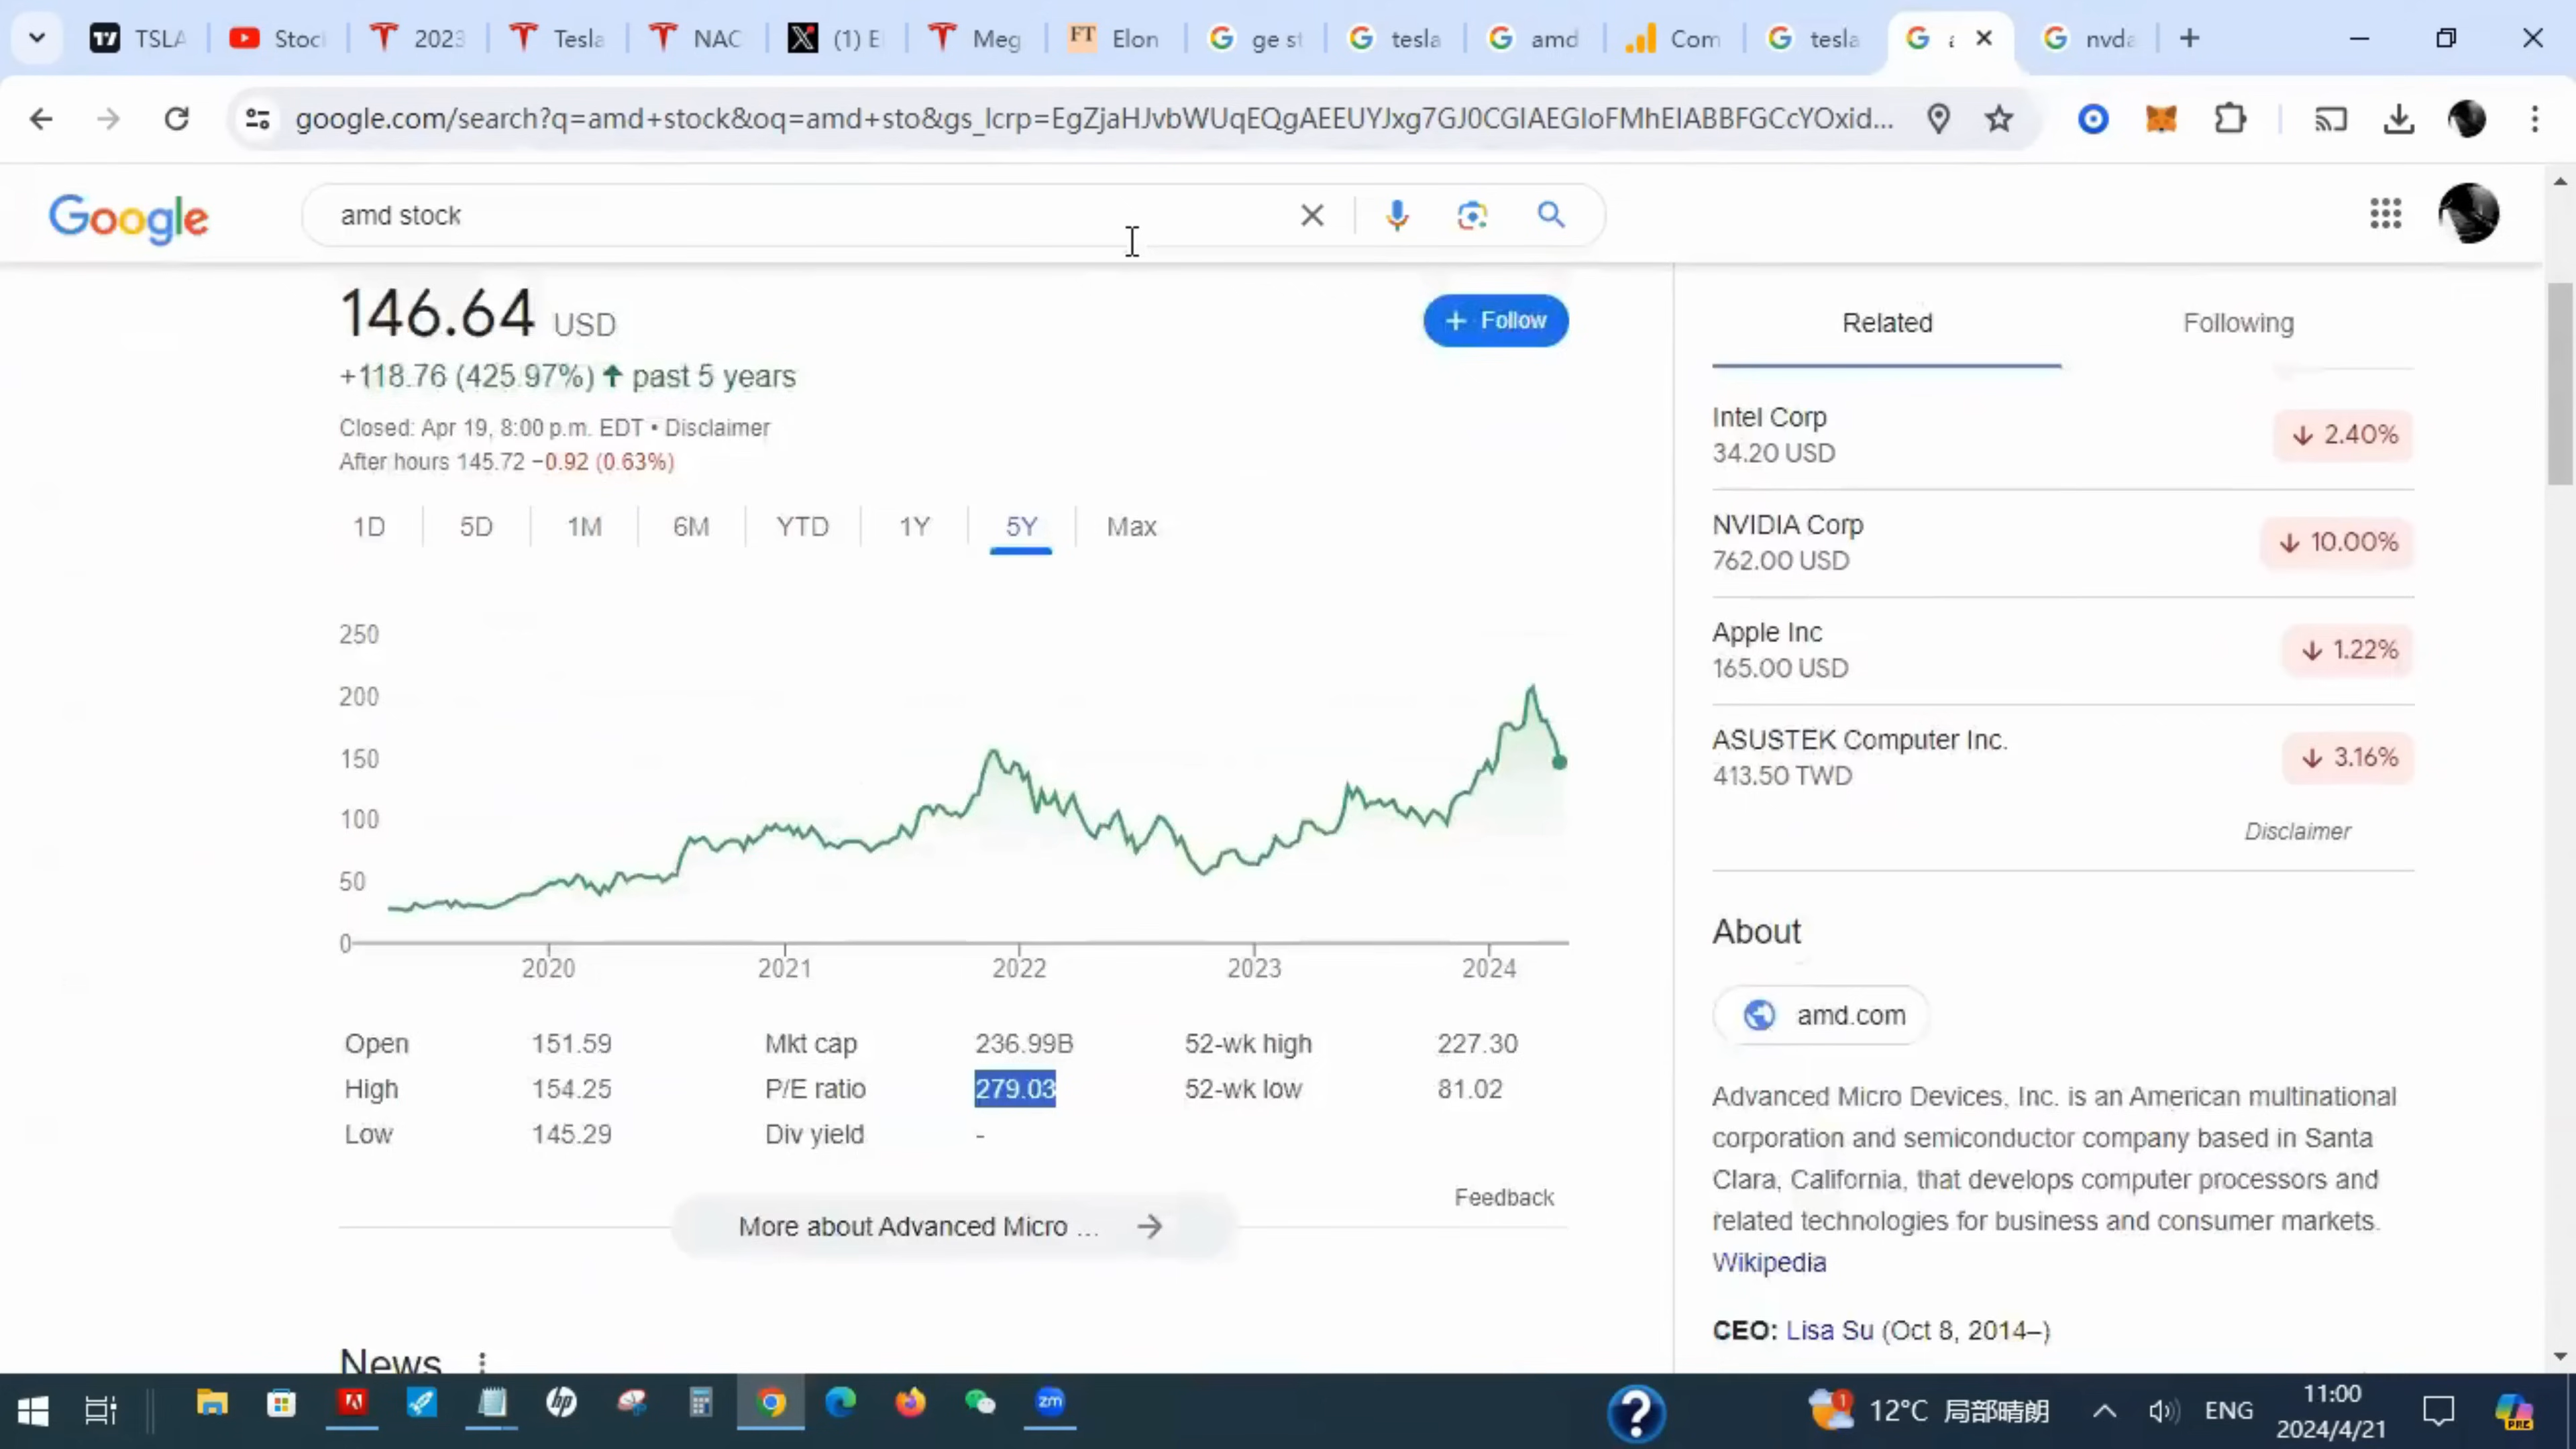 TSLA
Stoc
2023
Tesla
NAC
(1) E
Meg
FT
Elon
ge st
tesla
amd
Com
tesla
nvda
google.com/search?q=amd+stock&oq=amd+sto&gs_lcrp=EgZjaHJvbWUqEQgAEEUYJxg7GJ0CGIAEGIoFMhEIABBFGCcYOxid...
Google
amd stock
146.64 USD
+ Follow
+118.76 (425.97%) ↑ past 5 years
Closed: Apr 19, 8:00 p.m. EDT • Disclaimer
After hours 145.72 −0.92 (0.63%)
1D
5D
1M
6M
YTD
1Y
5Y
Max
250
200
150
100
50
0
2020
2021
2022
2023
2024
Open 151.59
Mkt cap 236.99B
52-wk high 227.30
High 154.25
P/E ratio 279.03
52-wk low 81.02
Low 145.29
Div yield -
Feedback
More about Advanced Micro ... →
News
Related
Following
Intel Corp
34.20 USD
↓ 2.40%
NVIDIA Corp
762.00 USD
↓ 10.00%
Apple Inc
165.00 USD
↓ 1.22%
ASUSTEK Computer Inc.
413.50 TWD
↓ 3.16%
Disclaimer
About
amd.com
Advanced Micro Devices, Inc. is an American multinational
corporation and semiconductor company based in Santa
Clara, California, that develops computer processors and
related technologies for business and consumer markets.
Wikipedia
CEO: Lisa Su (Oct 8, 2014–)
hp
zm
?
1
12°C 局部晴朗
ENG
11:00
2024/4/21
PRE